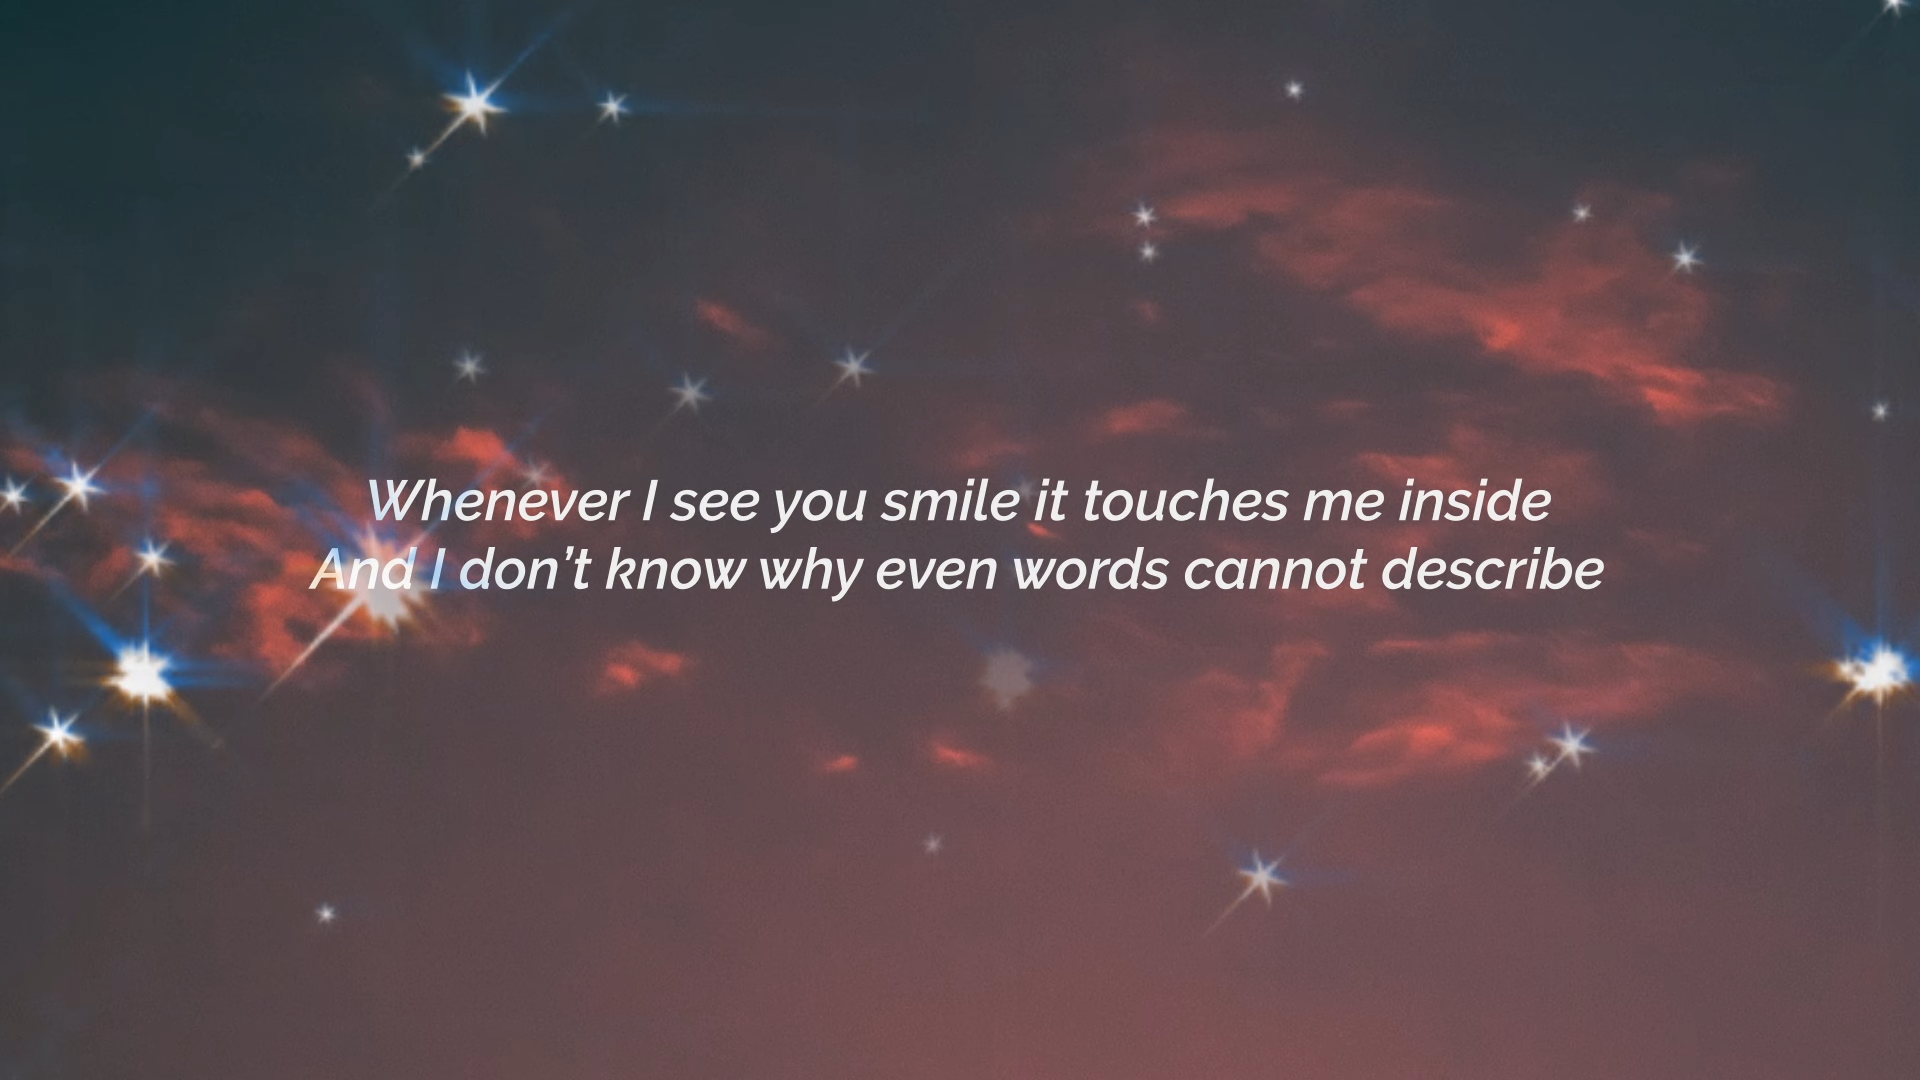 Whenever I see you smile it touches me inside
And I don’t know why even words cannot describe